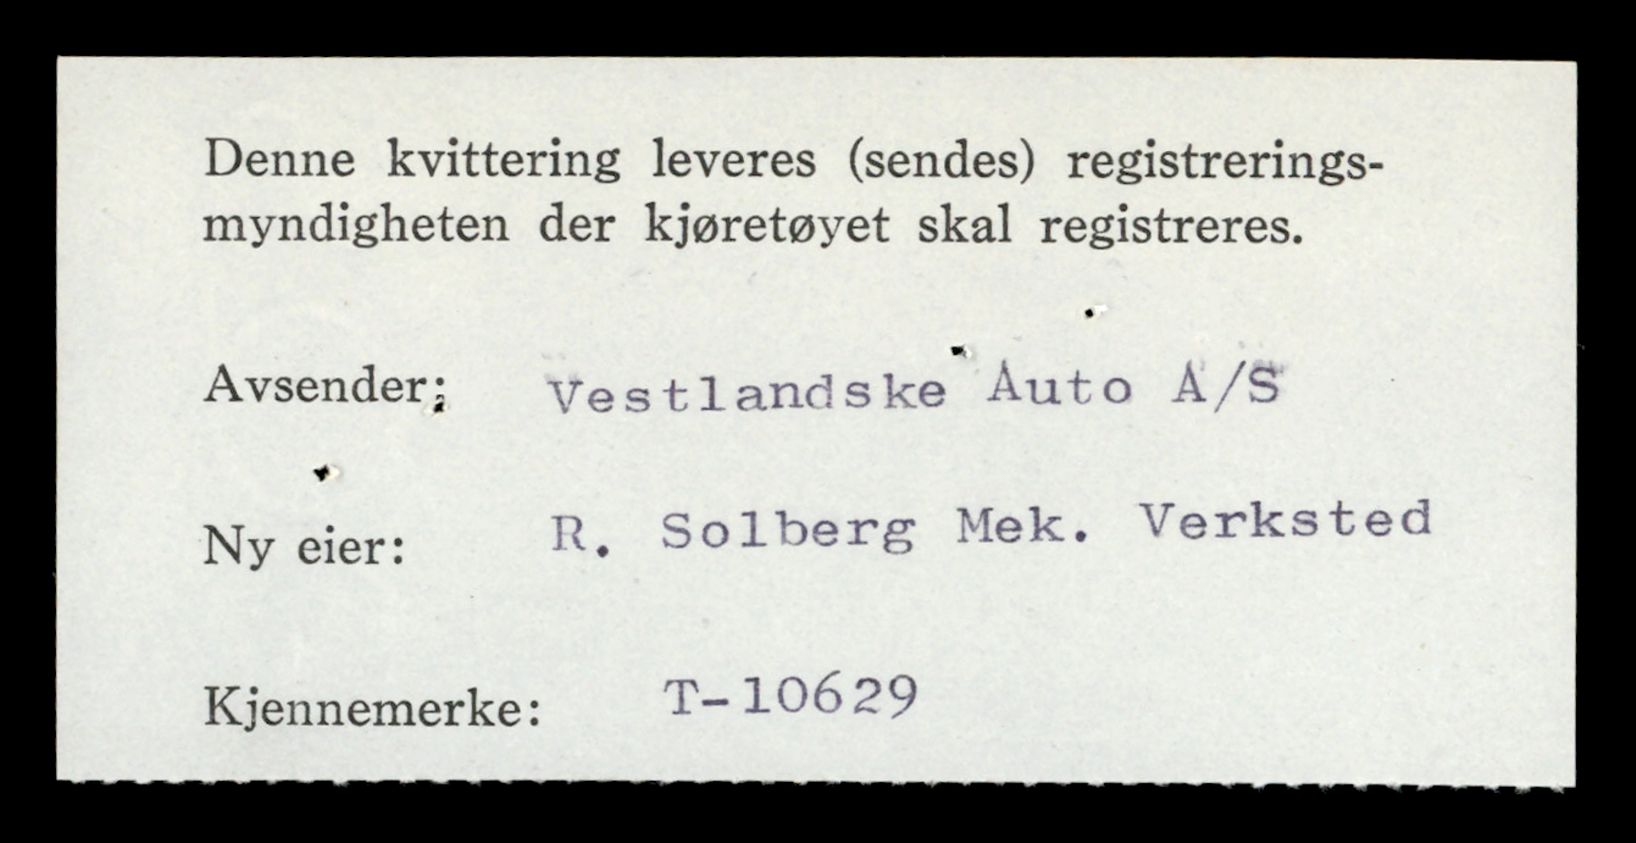 Denne kvittering leveres (sendes) registrerings-
myndigheten der kjøretøyet skal registreres.
Avsender: Vestlandske Auto A/S
Ny eier: R. Solberg Mek. Verksted
Kjennemerke: T-10629